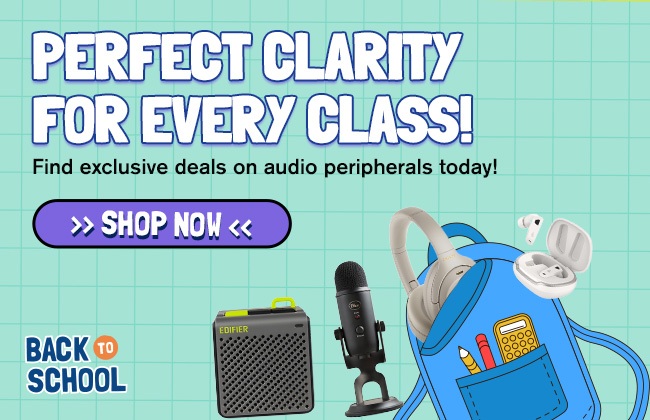 PERFECT CLARITY
FOR EVERY CLASS!
Find exclusive deals on audio peripherals today!
>> SHOP NOW <<
EDIFIER
BACK TO
SCHOOL